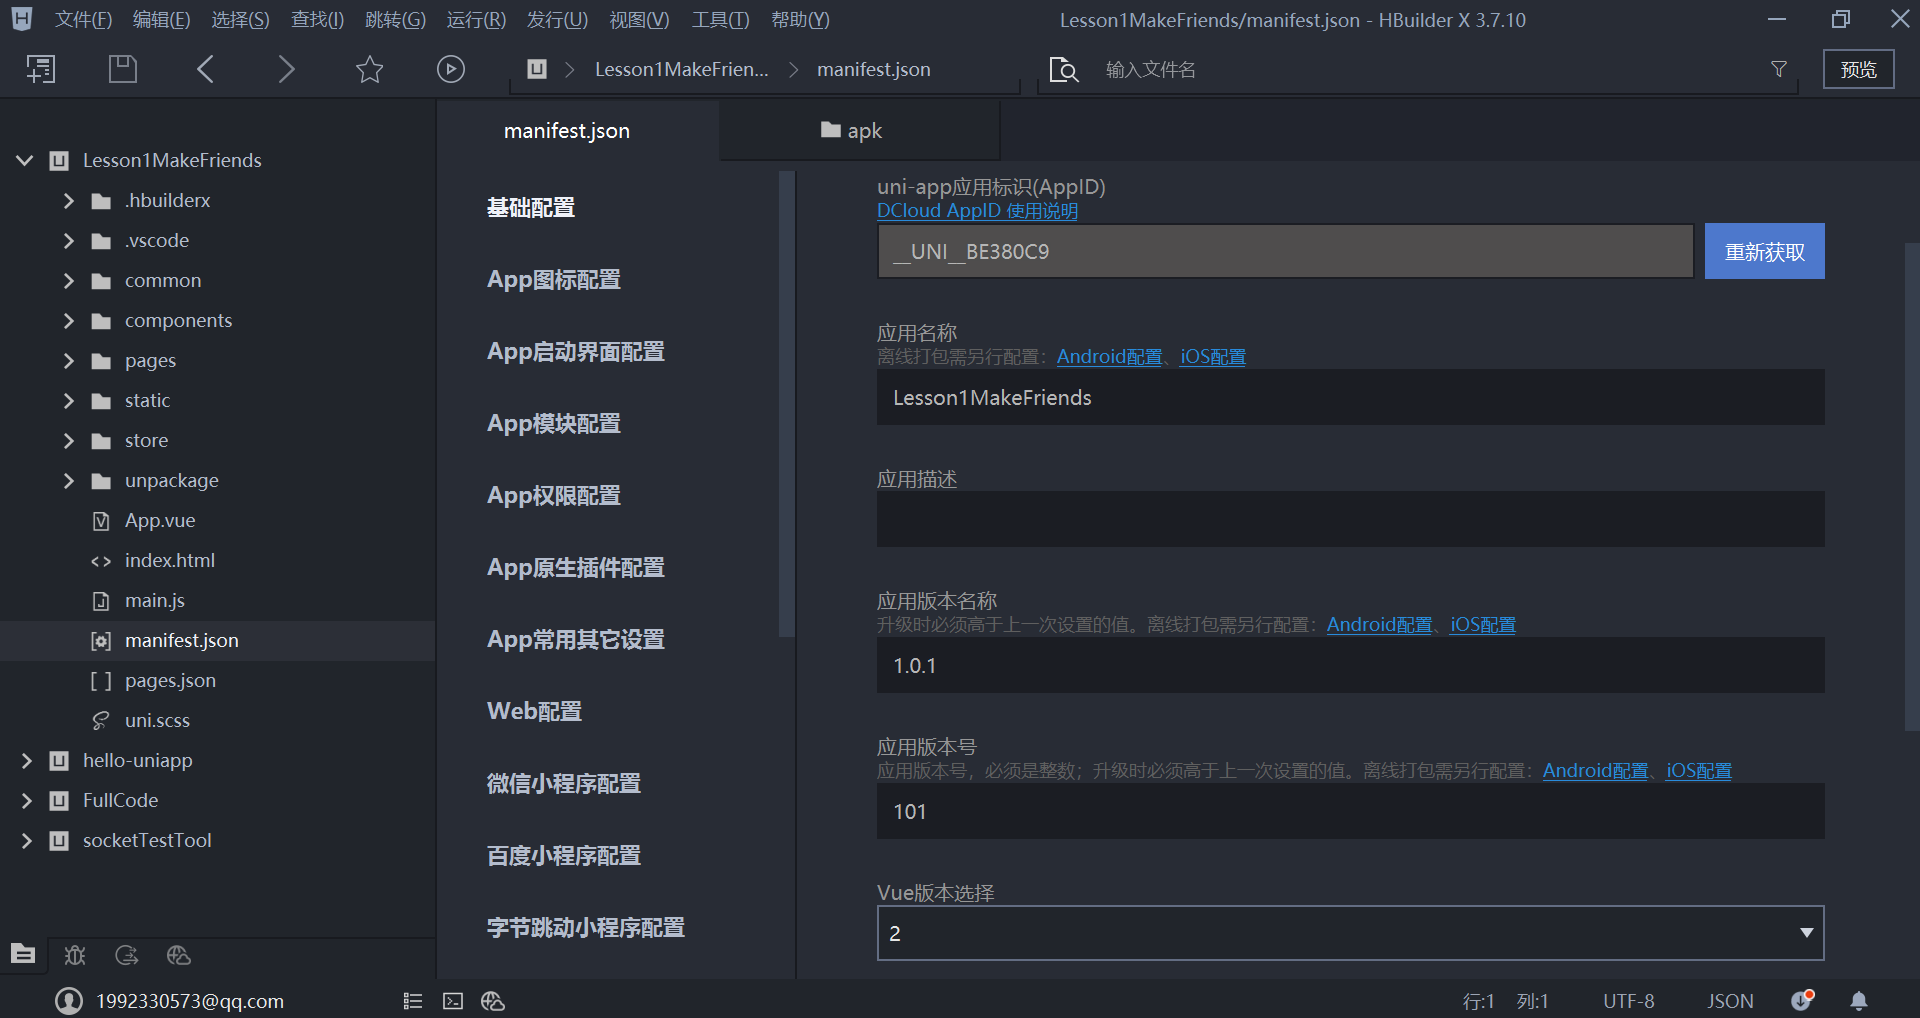 文件(F) 编辑(E) 选择(S) 查找(I) 跳转(G) 运行(R) 发行(U) 视图(V) 工具(T) 帮助(Y)
Lesson1MakeFriends/manifest.json - HBuilder X 3.7.10
Lesson1MakeFrien... manifest.json
输入文件名
预览
manifest.json
apk
Lesson1MakeFriends
.hbuilderx
.vscode
common
components
pages
static
store
unpackage
App.vue
index.html
main.js
manifest.json
pages.json
uni.scss
hello-uniapp
FullCode
socketTestTool
基础配置
App图标配置
App启动界面配置
App模块配置
App权限配置
App原生插件配置
App常用其它设置
Web配置
微信小程序配置
百度小程序配置
字节跳动小程序配置
uni-app应用标识(AppID)
DCloud AppID 使用说明
__UNI__BE380C9
重新获取
应用名称
离线打包需另行配置：Android配置、iOS配置
Lesson1MakeFriends
应用描述
应用版本名称
升级时必须高于上一次设置的值。离线打包需另行配置：Android配置、iOS配置
1.0.1
应用版本号
应用版本号，必须是整数；升级时必须高于上一次设置的值。离线打包需另行配置：Android配置、iOS配置
101
Vue版本选择
2
1992330573@qq.com
行:1 列:1
UTF-8
JSON